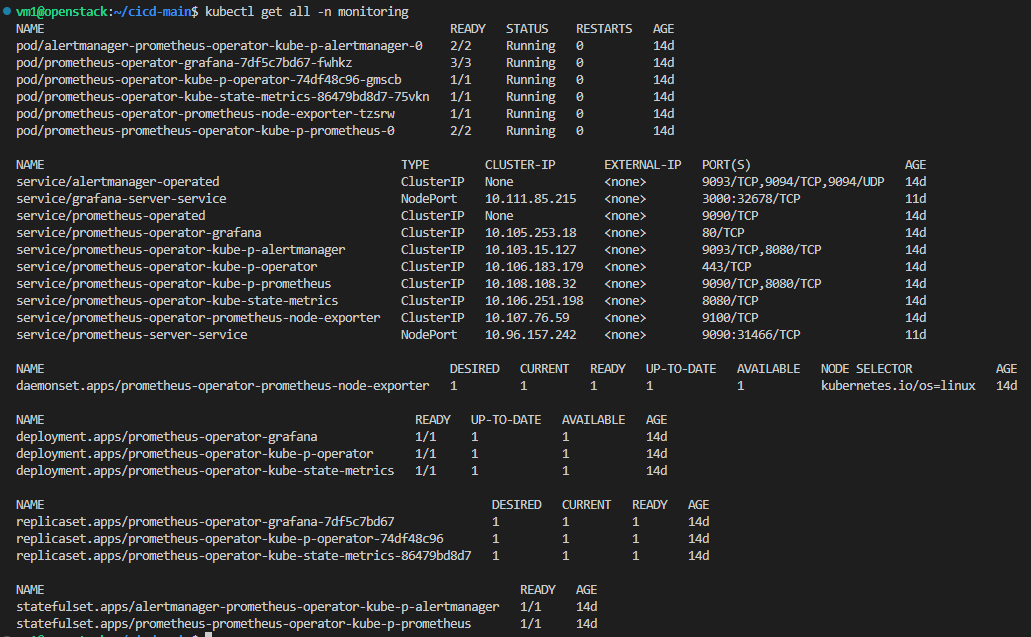 vm1@openstack:~/cicd-main$ kubectl get all -n monitoring
NAME READY STATUS RESTARTS AGE
pod/alertmanager-prometheus-operator-kube-p-alertmanager-0 2/2 Running 0 14d
pod/prometheus-operator-grafana-7df5c7bd67-fwhkz 3/3 Running 0 14d
pod/prometheus-operator-kube-p-operator-74df48c96-gmscb 1/1 Running 0 14d
pod/prometheus-operator-kube-state-metrics-86479bd8d7-75vkn 1/1 Running 0 14d
pod/prometheus-operator-prometheus-node-exporter-tzsrw 1/1 Running 0 14d
pod/prometheus-prometheus-operator-kube-p-prometheus-0 2/2 Running 0 14d
NAME TYPE CLUSTER-IP EXTERNAL-IP PORT(S) AGE
service/alertmanager-operated ClusterIP None <none> 9093/TCP,9094/TCP,9094/UDP 14d
service/grafana-server-service NodePort 10.111.85.215 <none> 3000:32678/TCP 11d
service/prometheus-operated ClusterIP None <none> 9090/TCP 14d
service/prometheus-operator-grafana ClusterIP 10.105.253.18 <none> 80/TCP 14d
service/prometheus-operator-kube-p-alertmanager ClusterIP 10.103.15.127 <none> 9093/TCP,8080/TCP 14d
service/prometheus-operator-kube-p-operator ClusterIP 10.106.183.179 <none> 443/TCP 14d
service/prometheus-operator-kube-p-prometheus ClusterIP 10.108.108.32 <none> 9090/TCP,8080/TCP 14d
service/prometheus-operator-kube-state-metrics ClusterIP 10.106.251.198 <none> 8080/TCP 14d
service/prometheus-operator-prometheus-node-exporter ClusterIP 10.107.76.59 <none> 9100/TCP 14d
service/prometheus-server-service NodePort 10.96.157.242 <none> 9090:31466/TCP 11d
NAME DESIRED CURRENT READY UP-TO-DATE AVAILABLE NODE SELECTOR AGE
daemonset.apps/prometheus-operator-prometheus-node-exporter 1 1 1 1 1 kubernetes.io/os=linux 14d
NAME READY UP-TO-DATE AVAILABLE AGE
deployment.apps/prometheus-operator-grafana 1/1 1 1 14d
deployment.apps/prometheus-operator-kube-p-operator 1/1 1 1 14d
deployment.apps/prometheus-operator-kube-state-metrics 1/1 1 1 14d
NAME DESIRED CURRENT READY AGE
replicaset.apps/prometheus-operator-grafana-7df5c7bd67 1 1 1 14d
replicaset.apps/prometheus-operator-kube-p-operator-74df48c96 1 1 1 14d
replicaset.apps/prometheus-operator-kube-state-metrics-86479bd8d7 1 1 1 14d
NAME READY AGE
statefulset.apps/alertmanager-prometheus-operator-kube-p-alertmanager 1/1 14d
statefulset.apps/prometheus-prometheus-operator-kube-p-prometheus 1/1 14d